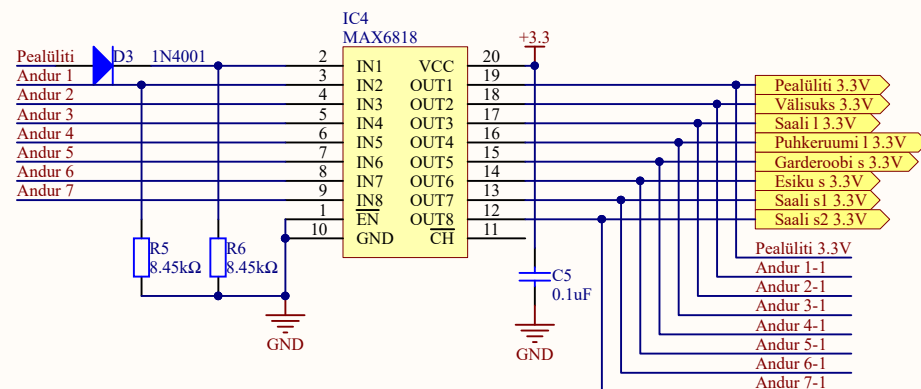 IC4
MAX6818
Pealüliti
D3
1N4001
2
IN1
VCC
20
+3.3
Andur 1
3
IN2
OUT1
19
Pealüliti 3.3V
Andur 2
4
IN3
OUT2
18
Välisuks 3.3V
Andur 3
5
IN4
OUT3
17
Saali l 3.3V
Andur 4
6
IN5
OUT4
16
Puhkeruumi l 3.3V
Andur 5
7
IN6
OUT5
15
Garderoobi s 3.3V
Andur 6
8
IN7
OUT6
14
Esiku s 3.3V
Andur 7
9
IN8
OUT7
13
Saali s1 3.3V
1
EN
OUT8
12
Saali s2 3.3V
10
GND
CH
11
R5
8.45kΩ
R6
8.45kΩ
GND
C5
0.1uF
GND
Pealüliti 3.3V
Andur 1-1
Andur 2-1
Andur 3-1
Andur 4-1
Andur 5-1
Andur 6-1
Andur 7-1